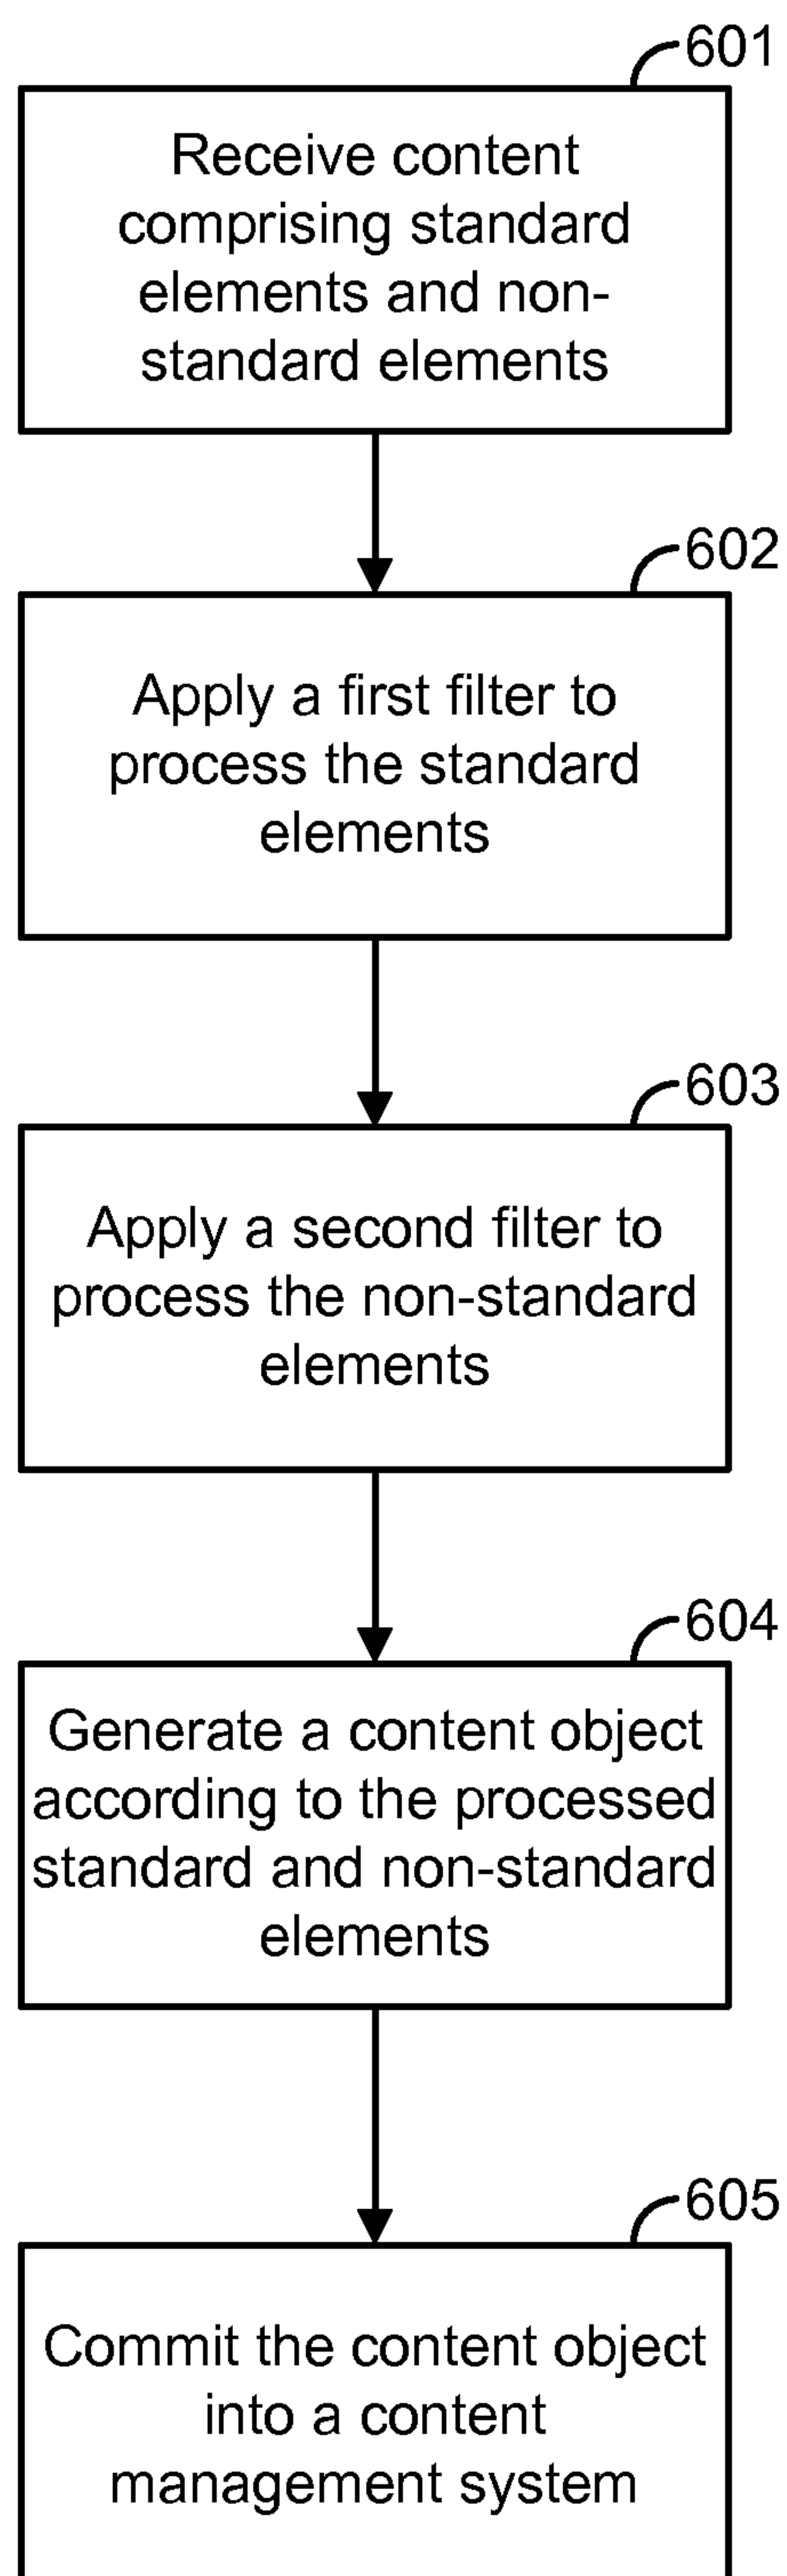 601
Receive content
comprising standard
elements and non-
standard elements
602
Apply a first filter to
process the standard
elements
603
Apply a second filter to
process the non-standard
elements
604
Generate a content object
according to the processed
standard and non-standard
elements
605
Commit the content object
into a content
management system